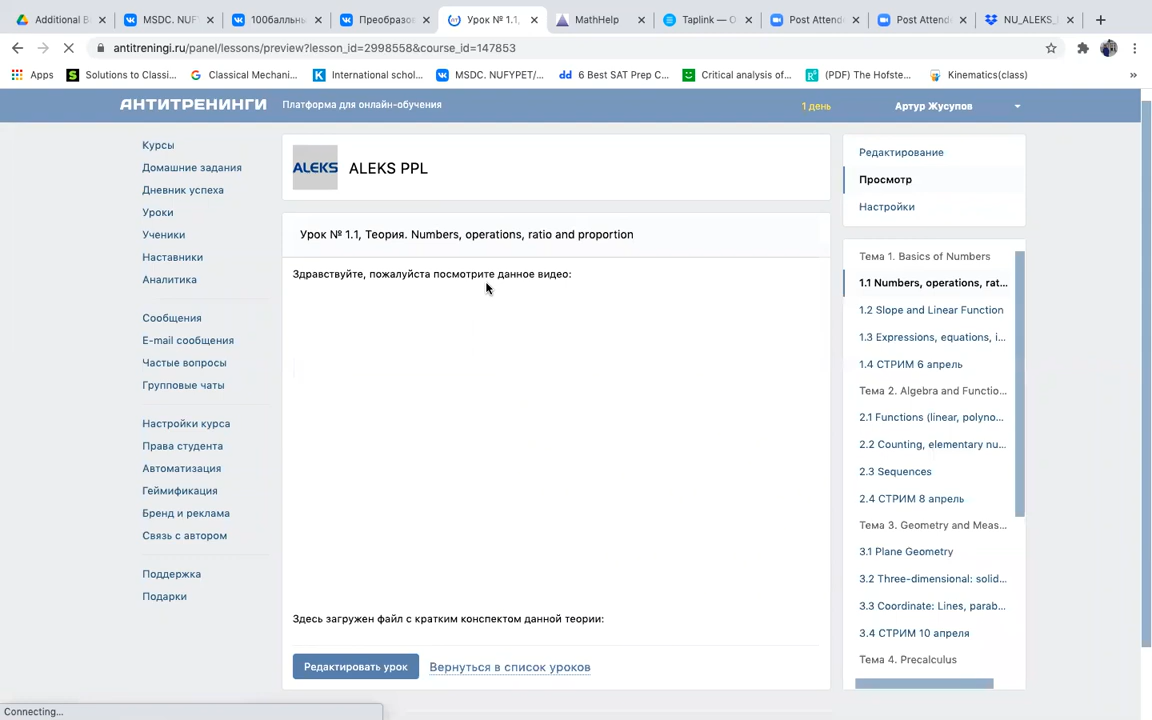 Additional B
MSDC. NUF
100балльны
Преобразов
Урок № 1.1,
MathHelp
Taplink — О
Post Attende
Post Attende
NU_ALEKS_
antitreningi.ru/panel/lessons/preview?lesson_id=2998558&course_id=147853
Apps
Solutions to Classi...
Classical Mechani...
International schol...
MSDC. NUFYPET/...
6 Best SAT Prep C...
Critical analysis of...
(PDF) The Hofste...
Kinematics(class)
АНТИТРЕНИНГИ
Платформа для онлайн-обучения
1 день
Артур Жусупов
Курсы
Домашние задания
Дневник успеха
Уроки
Ученики
Наставники
Аналитика
Сообщения
E-mail сообщения
Частые вопросы
Групповые чаты
Настройки курса
Права студента
Автоматизация
Геймификация
Бренд и реклама
Связь с автором
Поддержка
Подарки
ALEKS
ALEKS PPL
Урок № 1.1, Теория. Numbers, operations, ratio and proportion
Здравствуйте, пожалуйста посмотрите данное видео:
Здесь загружен файл с кратким конспектом данной теории:
Редактировать урок
Вернуться в список уроков
Редактирование
Просмотр
Настройки
Тема 1. Basics of Numbers
1.1 Numbers, operations, rat...
1.2 Slope and Linear Function
1.3 Expressions, equations, i...
1.4 СТРИМ 6 апрель
Тема 2. Algebra and Functio...
2.1 Functions (linear, polyno...
2.2 Counting, elementary nu...
2.3 Sequences
2.4 СТРИМ 8 апрель
Тема 3. Geometry and Meas...
3.1 Plane Geometry
3.2 Three-dimensional: solid...
3.3 Coordinate: Lines, parab...
3.4 СТРИМ 10 апреля
Тема 4. Precalculus
Connecting...